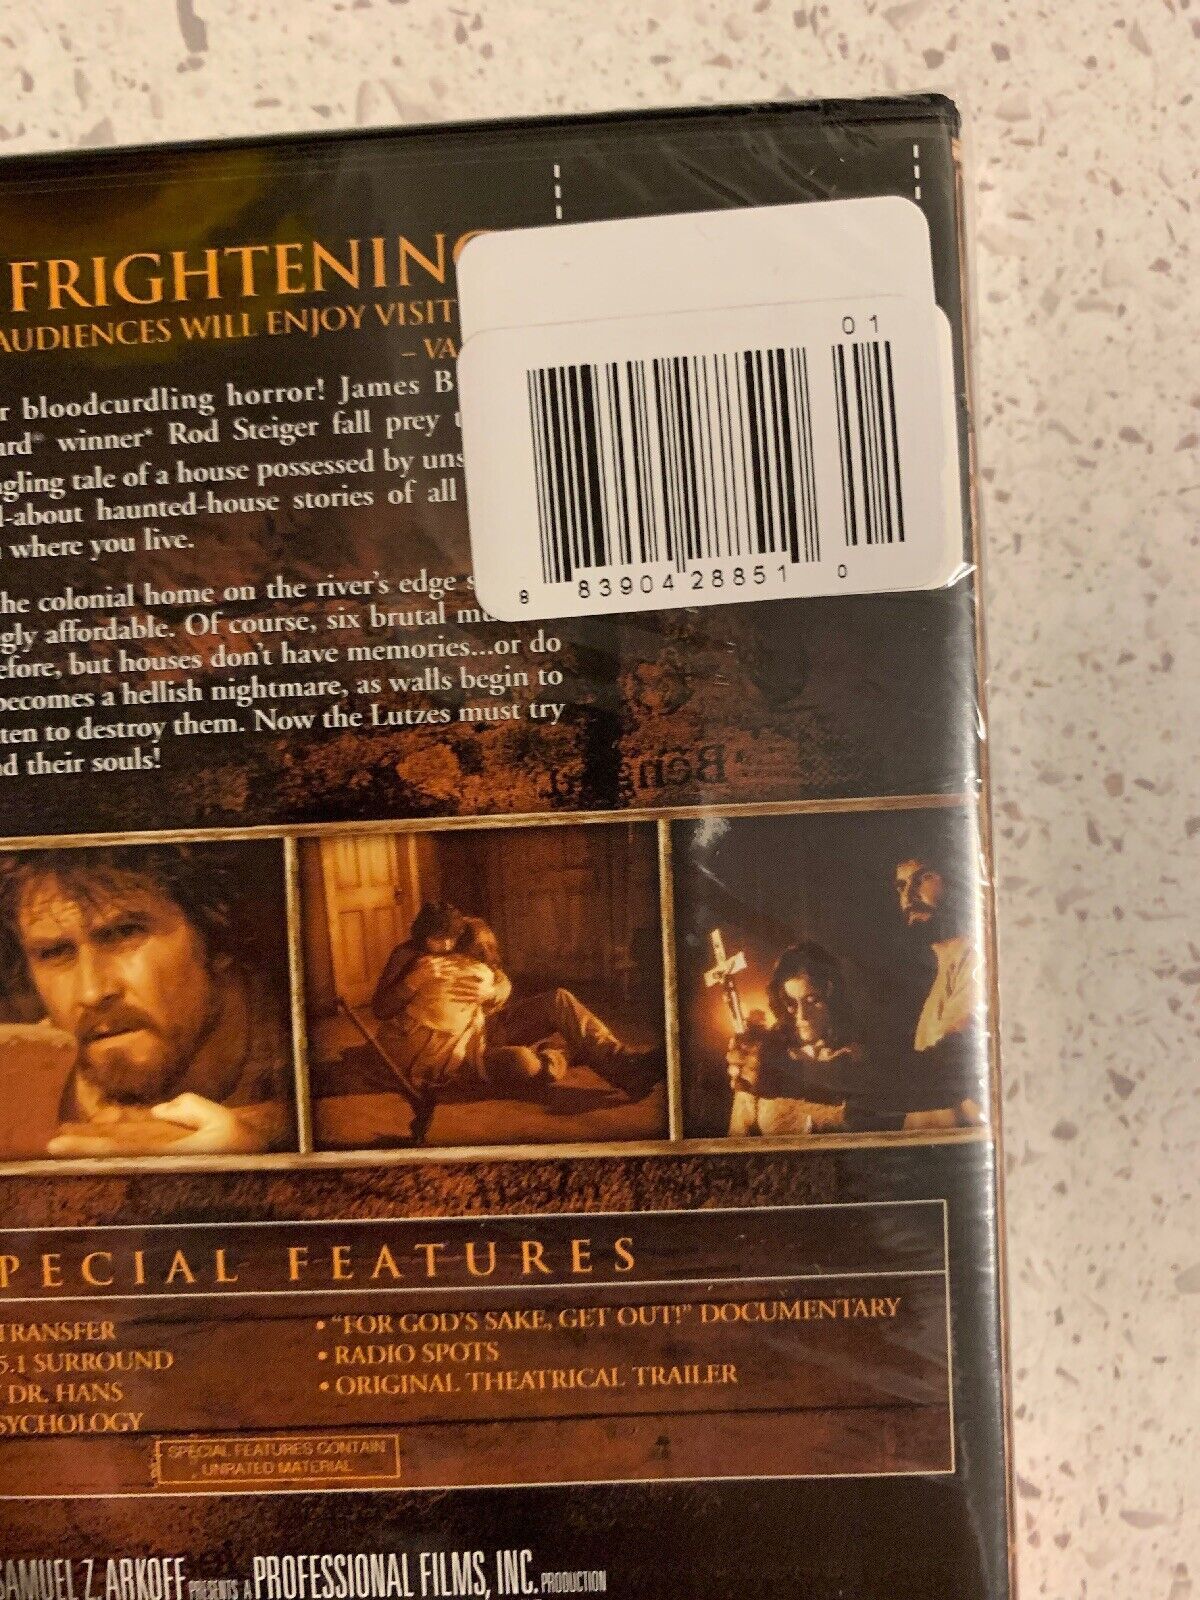 FRIGHTENING
AUDIENCES WILL ENJOY VISIT
– VA
r bloodcurdling horror! James B
ard® winner* Rod Steiger fall prey t
gling tale of a house possessed by uns
l-about haunted-house stories of all
where you live.
he colonial home on the river's edge s
gly affordable. Of course, six brutal mu
efore, but houses don't have memories...or do
becomes a hellish nightmare, as walls begin to
ten to destroy them. Now the Lutzes must try
d their souls!
01
8 83904 28851 0
PECIAL FEATURES
TRANSFER
5.1 SURROUND
DR. HANS
SYCHOLOGY
• "FOR GOD'S SAKE, GET OUT!" DOCUMENTARY
• RADIO SPOTS
• ORIGINAL THEATRICAL TRAILER
SPECIAL FEATURES CONTAIN
UNRATED MATERIAL
SAMUEL Z. ARKOFF PRESENTS A PROFESSIONAL FILMS, INC. PRODUCTION